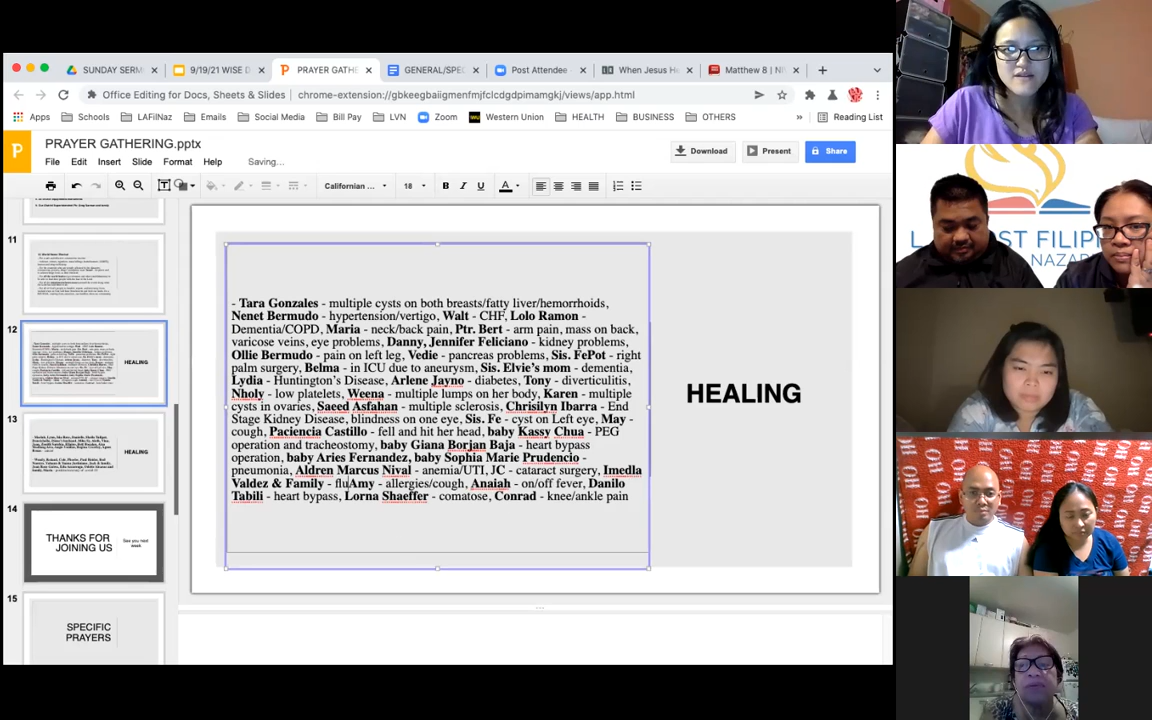 SUNDAY SERM
9/19/21 WISE D
PRAYER GATHE
GENERAL/SPEC
Post Attendee -
When Jesus He
Matthew 8 | NI
Office Editing for Docs, Sheets & Slides | chrome-extension://gbkeegbaiigmenfmjfclcdgdpimamgkj/views/app.html
Apps Schools LAFilNaz Emails Social Media Bill Pay LVN Zoom Western Union HEALTH BUSINESS OTHERS » Reading List
PRAYER GATHERING.pptx
File Edit Insert Slide Format Help Saving...
Download Present Share
Californian ... 18 B I U A
11
12
HEALING
13
HEALING
14
THANKS FOR
JOINING US
See you next
week
15
SPECIFIC
PRAYERS
- Tara Gonzales - multiple cysts on both breasts/fatty liver/hemorrhoids,
Nenet Bermudo - hypertension/vertigo, Walt - CHF, Lolo Ramon -
Dementia/COPD, Maria - neck/back pain, Ptr. Bert - arm pain, mass on back,
varicose veins, eye problems, Danny, Jennifer Feliciano - kidney problems,
Ollie Bermudo - pain on left leg, Vedie - pancreas problems, Sis. FePot - right
palm surgery, Belma - in ICU due to aneurysm, Sis. Elvie's mom - dementia,
Lydia - Huntington's Disease, Arlene Jayno - diabetes, Tony - diverticulitis,
Nholy - low platelets, Weena - multiple lumps on her body, Karen - multiple
cysts in ovaries, Saeed Asfahan - multiple sclerosis, Chrisilyn Ibarra - End
Stage Kidney Disease, blindness on one eye, Sis. Fe - cyst on Left eye, May -
cough, Paciencia Castillo - fell and hit her head, baby Kassy Chua - PEG
operation and tracheostomy, baby Giana Borjan Baja - heart bypass
operation, baby Aries Fernandez, baby Sophia Marie Prudencio -
pneumonia, Aldren Marcus Nival - anemia/UTI, JC - cataract surgery, Imedla
Valdez & Family - fluAmy - allergies/cough, Anaiah - on/off fever, Danilo
Tabili - heart bypass, Lorna Shaeffer - comatose, Conrad - knee/ankle pain
HEALING
ST FILIP
NAZAR
HO HO HO